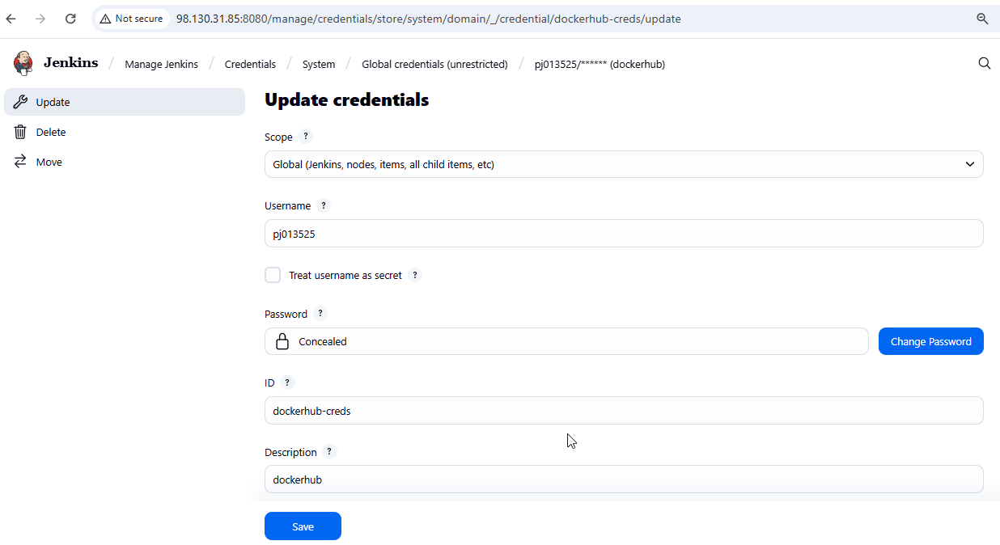 Not secure 98.130.31.85:8080/manage/credentials/store/system/domain/_/credential/dockerhub-creds/update
Jenkins / Manage Jenkins / Credentials / System / Global credentials (unrestricted) / pj013525/****** (dockerhub)
Update
Delete
Move
Update credentials
Scope ?
Global (Jenkins, nodes, items, all child items, etc)
Username ?
pj013525
Treat username as secret ?
Password ?
Concealed
Change Password
ID ?
dockerhub-creds
Description ?
dockerhub
Save